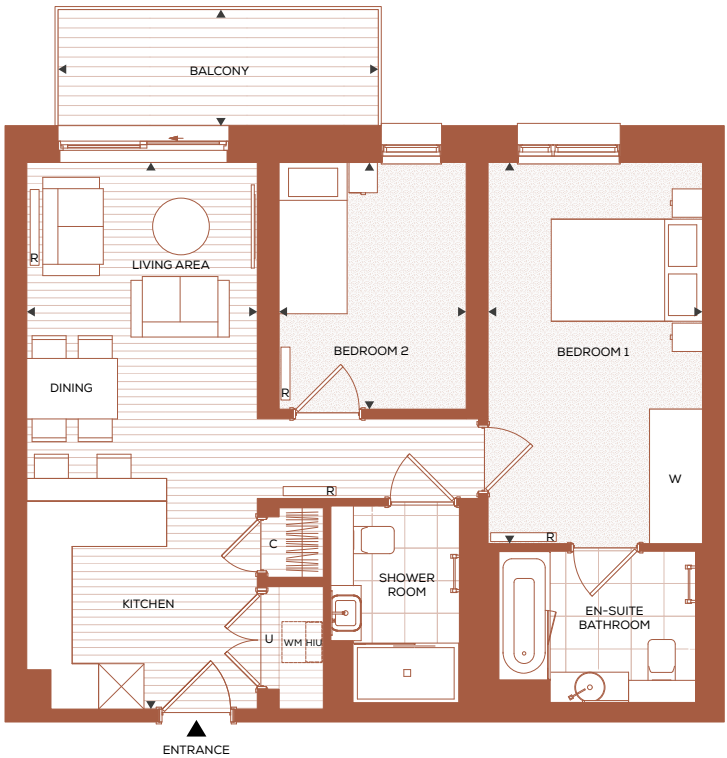 BALCONY
R
LIVING AREA
BEDROOM 2
BEDROOM 1
DINING
R
W
R
R
C
SHOWER
ROOM
KITCHEN
EN-SUITE
BATHROOM
U
WM HIU
ENTRANCE